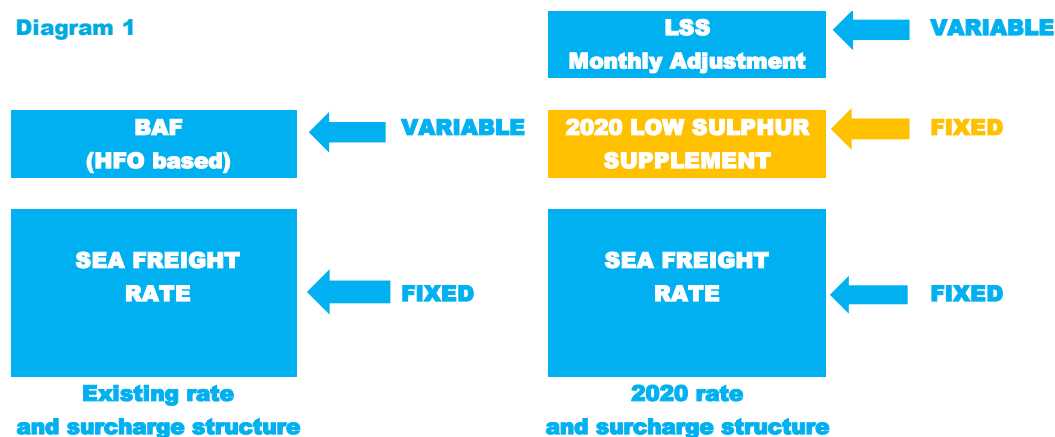 Diagram 1
BAF
(HFO based)
VARIABLE
SEA FREIGHT
RATE
FIXED
Existing rate
and surcharge structure
LSS
Monthly Adjustment
VARIABLE
2020 LOW SULPHUR
SUPPLEMENT
FIXED
SEA FREIGHT
RATE
FIXED
2020 rate
and surcharge structure